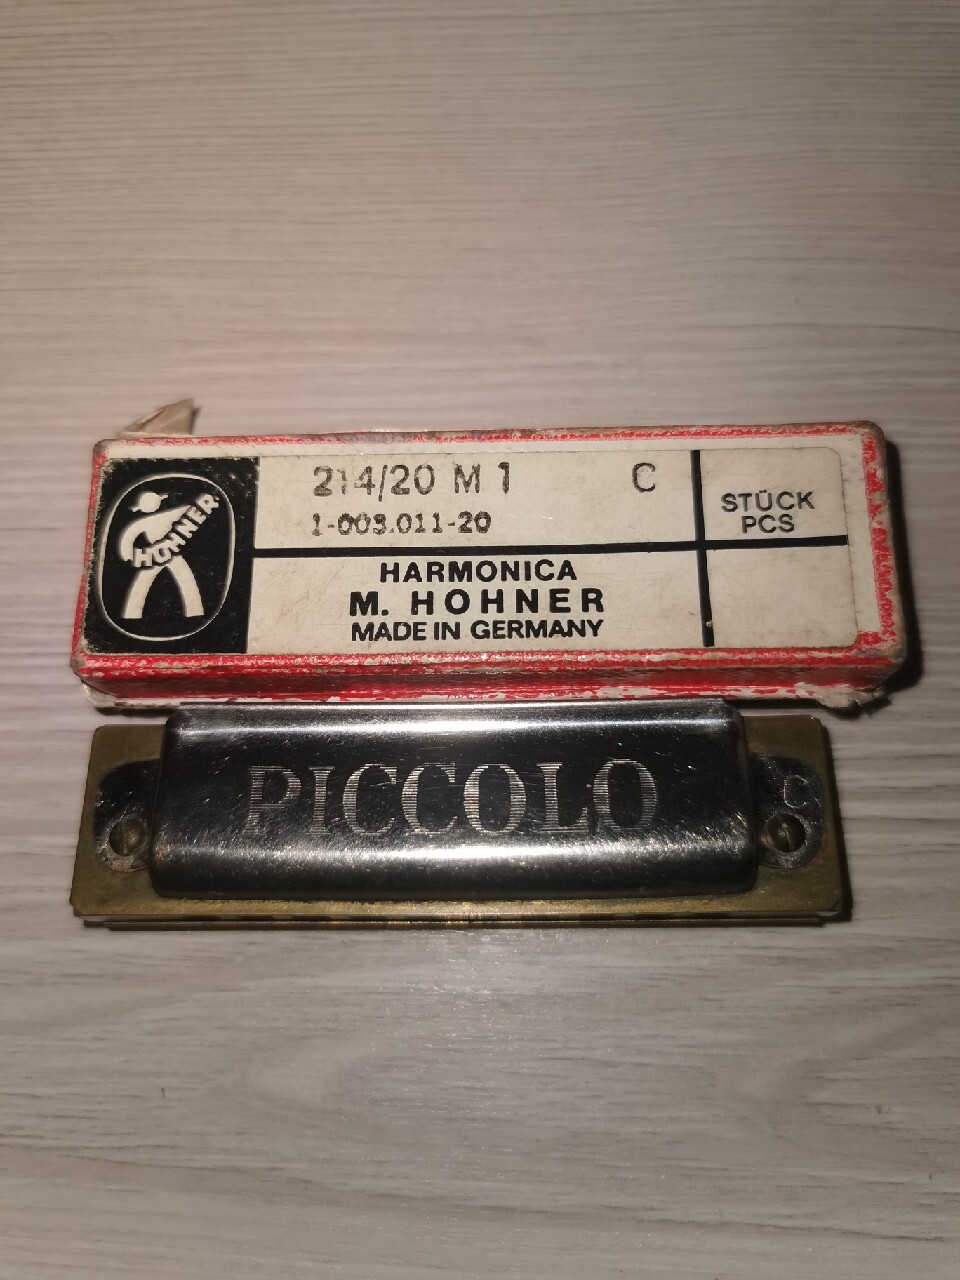 214/20 M 1 C
1-003.011-20
STÜCK
PCS
HOHNER
HARMONICA
M. HOHNER
MADE IN GERMANY
PICCOLO
C